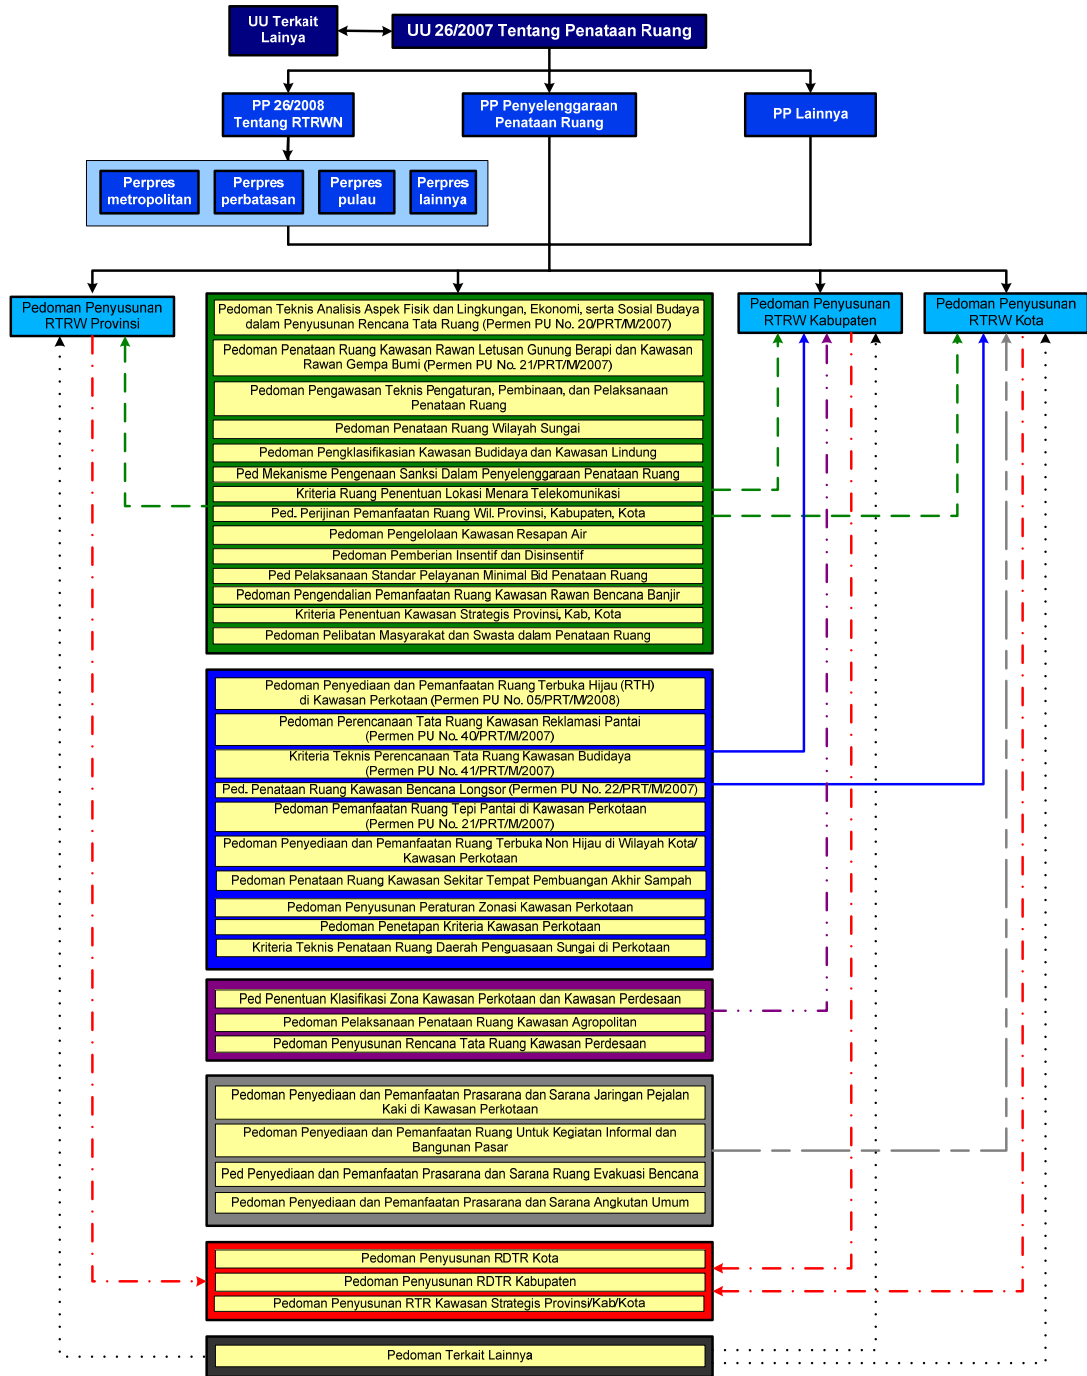 UU Terkait
Lainya
UU 26/2007 Tentang Penataan Ruang
PP 26/2008
Tentang RTRWN
PP Penyelenggaraan
Penataan Ruang
PP Lainnya
Perpres
metropolitan
Perpres
perbatasan
Perpres
pulau
Perpres
lainnya
Pedoman Penyusunan
RTRW Provinsi
Pedoman Penyusunan
RTRW Kabupaten
Pedoman Penyusunan
RTRW Kota
Pedoman Teknis Analisis Aspek Fisik dan Lingkungan, Ekonomi, serta Sosial Budaya
dalam Penyusunan Rencana Tata Ruang (Permen PU No. 20/PRT/M/2007)
Pedoman Penataan Ruang Kawasan Rawan Letusan Gunung Berapi dan Kawasan
Rawan Gempa Bumi (Permen PU No. 21/PRT/M/2007)
Pedoman Pengawasan Teknis Pengaturan, Pembinaan, dan Pelaksanaan
Penataan Ruang
Pedoman Penataan Ruang Wilayah Sungai
Pedoman Pengklasifikasian Kawasan Budidaya dan Kawasan Lindung
Ped Mekanisme Pengenaan Sanksi Dalam Penyelenggaraan Penataan Ruang
Kriteria Ruang Penentuan Lokasi Menara Telekomunikasi
Ped. Perijinan Pemanfaatan Ruang Wil. Provinsi, Kabupaten, Kota
Pedoman Pengelolaan Kawasan Resapan Air
Pedoman Pemberian Insentif dan Disinsentif
Ped Pelaksanaan Standar Pelayanan Minimal Bid Penataan Ruang
Pedoman Pengendalian Pemanfaatan Ruang Kawasan Rawan Bencana Banjir
Kriteria Penentuan Kawasan Strategis Provinsi, Kab, Kota
Pedoman Pelibatan Masyarakat dan Swasta dalam Penataan Ruang
Pedoman Penyediaan dan Pemanfaatan Ruang Terbuka Hijau (RTH)
di Kawasan Perkotaan (Permen PU No. 05/PRT/M/2008)
Pedoman Perencanaan Tata Ruang Kawasan Reklamasi Pantai
(Permen PU No. 40/PRT/M/2007)
Kriteria Teknis Perencanaan Tata Ruang Kawasan Budidaya
(Permen PU No. 41/PRT/M/2007)
Ped. Penataan Ruang Kawasan Bencana Longsor (Permen PU No. 22/PRT/M/2007)
Pedoman Pemanfaatan Ruang Tepi Pantai di Kawasan Perkotaan
(Permen PU No. 21/PRT/M/2007)
Pedoman Penyediaan dan Pemanfaatan Ruang Terbuka Non Hijau di Wilayah Kota/
Kawasan Perkotaan
Pedoman Penataan Ruang Kawasan Sekitar Tempat Pembuangan Akhir Sampah
Pedoman Penyusunan Peraturan Zonasi Kawasan Perkotaan
Pedoman Penetapan Kriteria Kawasan Perkotaan
Kriteria Teknis Penataan Ruang Daerah Penguasaan Sungai di Perkotaan
Ped Penentuan Klasifikasi Zona Kawasan Perkotaan dan Kawasan Perdesaan
Pedoman Pelaksanaan Penataan Ruang Kawasan Agropolitan
Pedoman Penyusunan Rencana Tata Ruang Kawasan Perdesaan
Pedoman Penyediaan dan Pemanfaatan Prasarana dan Sarana Jaringan Pejalan
Kaki di Kawasan Perkotaan
Pedoman Penyediaan dan Pemanfaatan Ruang Untuk Kegiatan Informal dan
Bangunan Pasar
Ped Penyediaan dan Pemanfaatan Prasarana dan Sarana Ruang Evakuasi Bencana
Pedoman Penyediaan dan Pemanfaatan Prasarana dan Sarana Angkutan Umum
Pedoman Penyusunan RDTR Kota
Pedoman Penyusunan RDTR Kabupaten
Pedoman Penyusunan RTR Kawasan Strategis Provinsi/Kab/Kota
Pedoman Terkait Lainnya